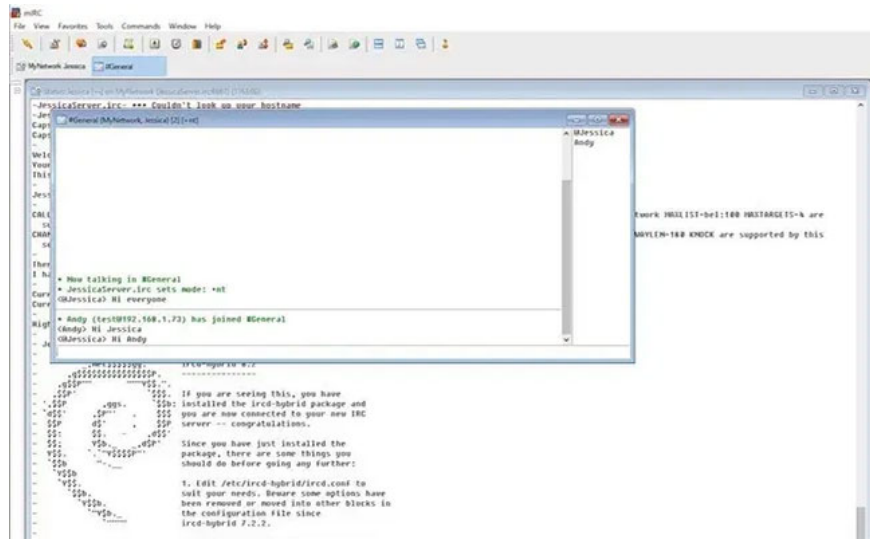 mIRC
File View Favorites Tools Commands Window Help
MyNetwork Jessica #General
-JessicaServer.irc- *** Couldn't look up your hostname
#General [MyNetwork, Jessica] [2] [+nt]
@Jessica
Andy
* Now talking in #General
* JessicaServer.irc sets mode: +nt
<@Jessica> Hi everyone
* Andy (test@192.168.1.73) has joined #General
<Andy> Hi Jessica
<@Jessica> Hi Andy
twork MAXLIST=beI:100 MAXTARGETS=4 are
KNOCK are supported by this
If you are seeing this, you have
installed the ircd-hybrid package and
you are now connected to your new IRC
server -- congratulations.
Since you have just installed the
package, there are some things you
should do before going any further:
1. Edit /etc/ircd-hybrid/ircd.conf to
suit your needs. Beware some options have
been removed or moved into other blocks in
the configuration file since
ircd-hybrid 7.2.2.